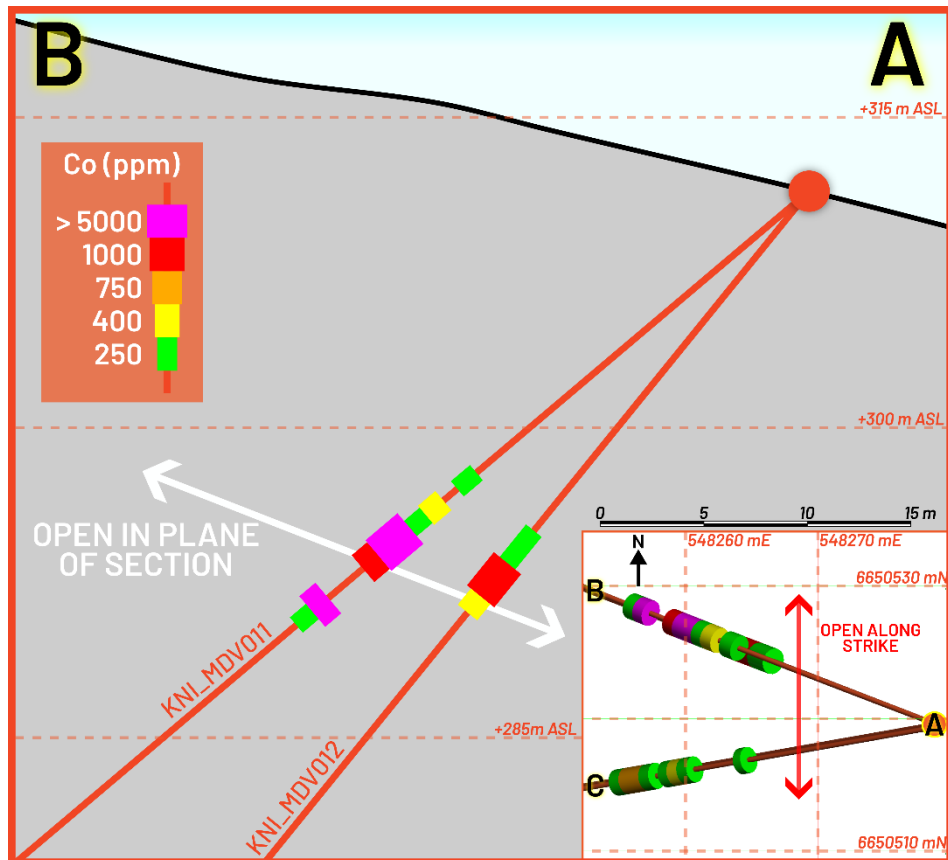 B
A
+315 m ASL
Co (ppm)
> 5000
1000
750
400
250
+300 m ASL
OPEN IN PLANE
OF SECTION
KNI_MDV011
KNI_MDV012
+285m ASL
0 5 10 15 m
N
548260 mE
548270 mE
6650530 mN
B
OPEN ALONG
STRIKE
A
C
6650510 mN